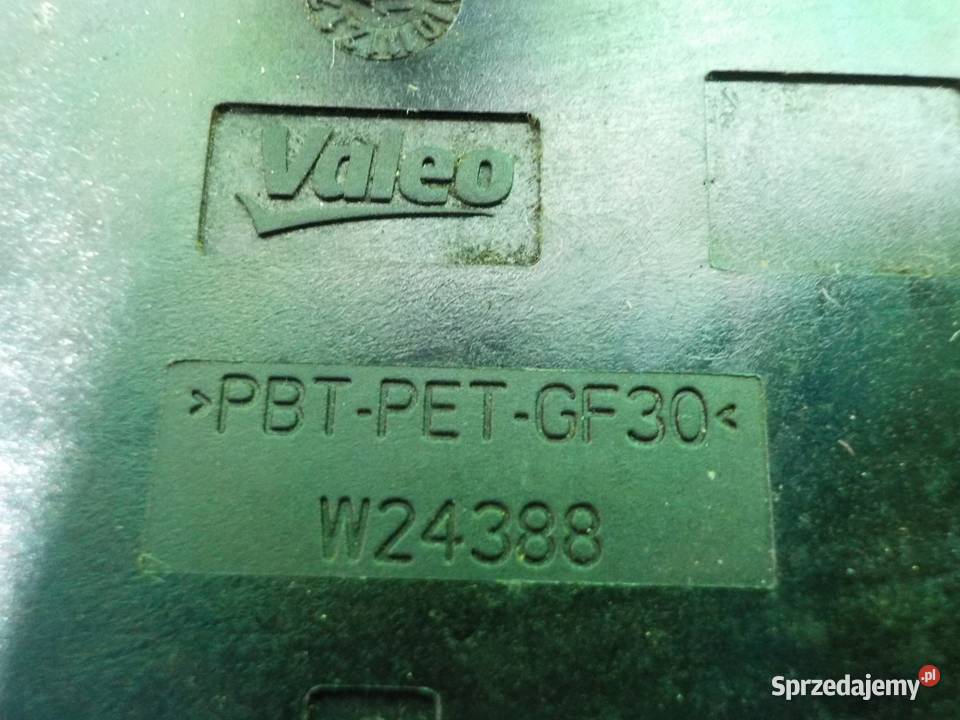 Valeo
>PBT-PET-GF30<
W24388
Sprzedajemy.pl